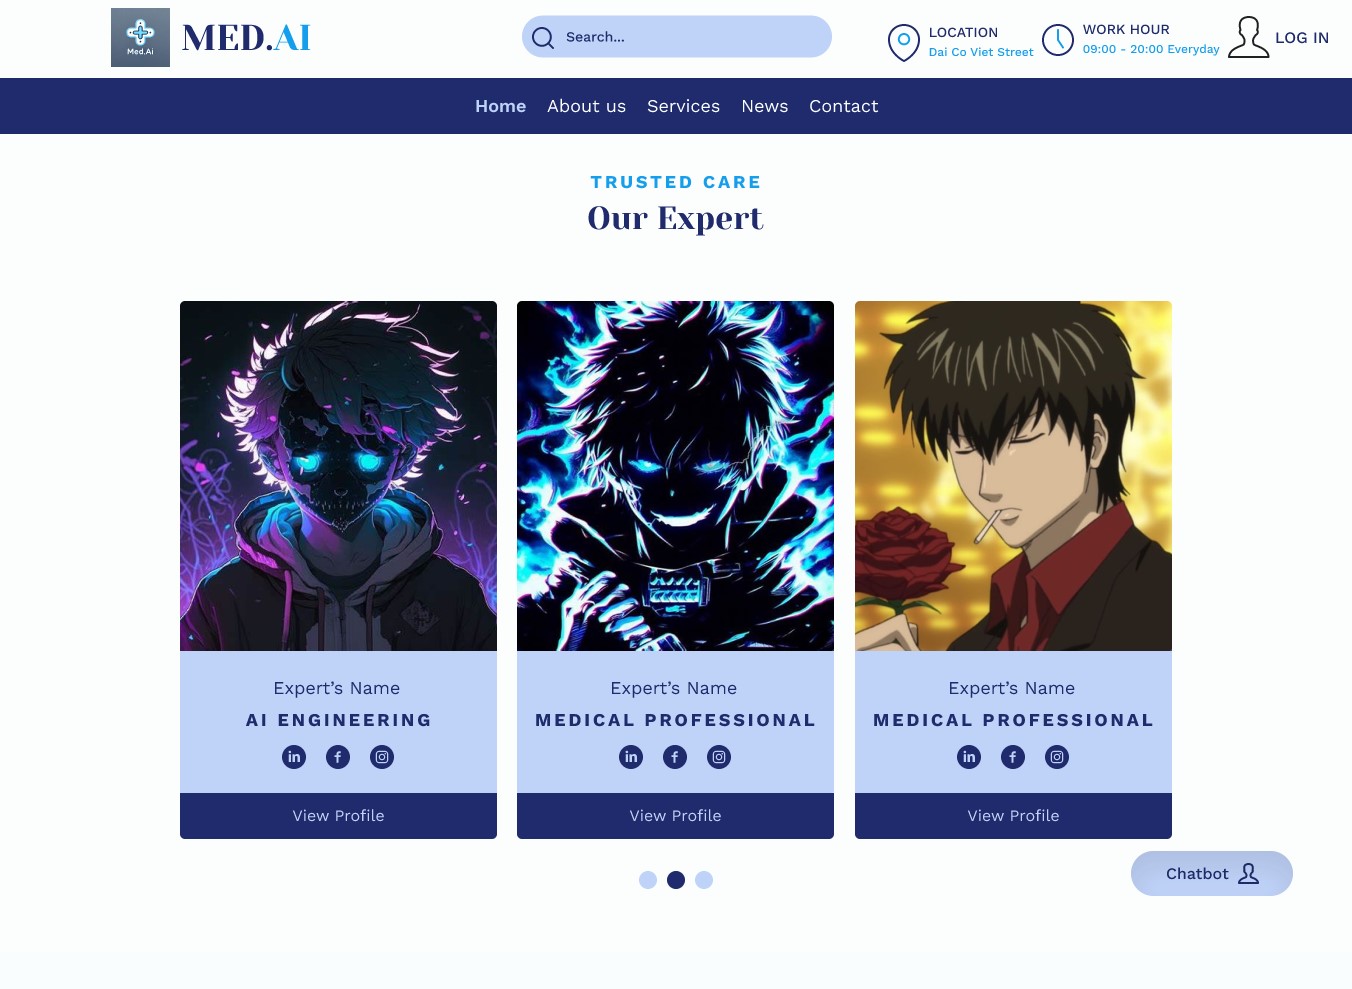 Med.Ai
MED.AI
Search...
LOCATION
Dai Co Viet Street
WORK HOUR
09:00 - 20:00 Everyday
LOG IN
Home About us Services News Contact
TRUSTED CARE
Our Expert
Expert’s Name
AI ENGINEERING
in f
View Profile
Expert’s Name
MEDICAL PROFESSIONAL
in f
View Profile
Expert’s Name
MEDICAL PROFESSIONAL
in f
View Profile
Chatbot